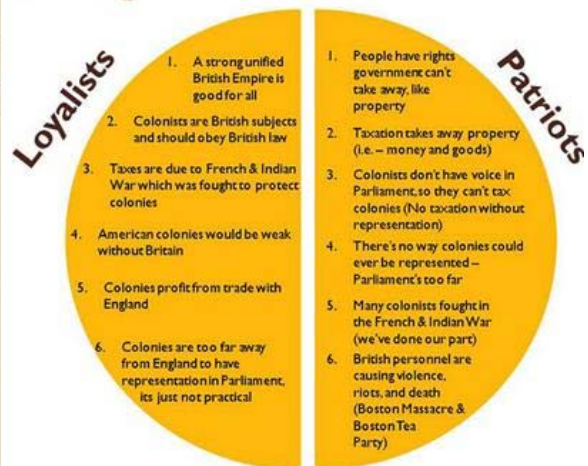 Loyalists
1. A strong unified
British Empire is
good for all
2. Colonists are British subjects
and should obey British law
3. Taxes are due to French & Indian
War which was fought to protect
colonies
4. American colonies would be weak
without Britain
5. Colonies profit from trade with
England
6. Colonies are too far away
from England to have
representation in Parliament,
its just not practical
Patriots
1. People have rights
government can't
take away, like
property
2. Taxation takes away property
(i.e. – money and goods)
3. Colonists don't have voice in
Parliament, so they can't tax
colonies (No taxation without
representation)
4. There's no way colonies could
ever be represented –
Parliament's too far
5. Many colonists fought in
the French & Indian War
(we've done our part)
6. British personnel are
causing violence,
riots, and death
(Boston Massacre &
Boston Tea
Party)